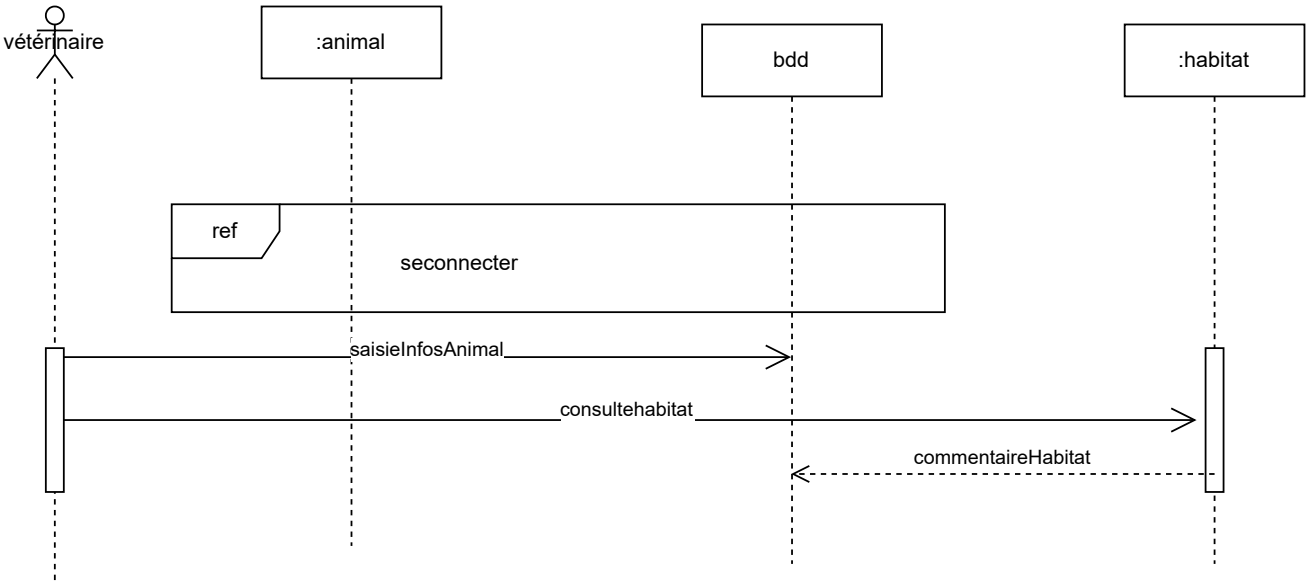 vétérinaire
:animal
bdd
:habitat
ref
seconnecter
saisieInfosAnimal
consultehabitat
commentaireHabitat